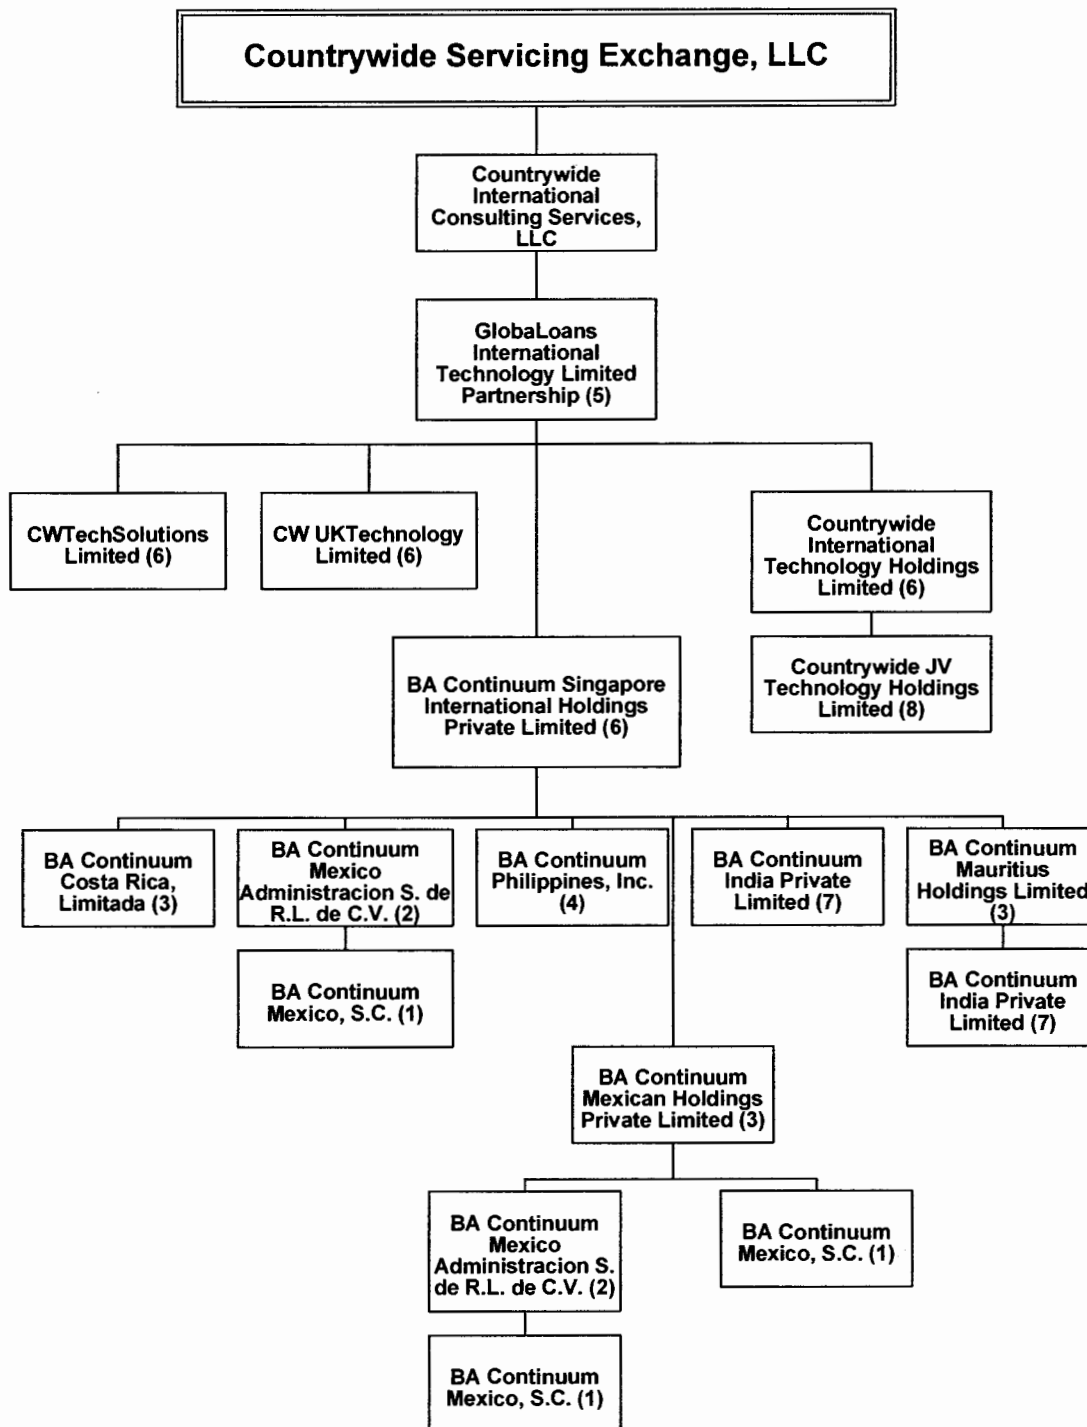 Countrywide Servicing Exchange, LLC
Countrywide
International
Consulting Services,
LLC
GlobaLoans
International
Technology Limited
Partnership (5)
CWTechSolutions
Limited (6)
CW UKTechnology
Limited (6)
Countrywide
International
Technology Holdings
Limited (6)
Countrywide JV
Technology Holdings
Limited (8)
BA Continuum Singapore
International Holdings
Private Limited (6)
BA Continuum
Costa Rica,
Limitada (3)
BA Continuum
Mexico
Administracion S. de
R.L. de C.V. (2)
BA Continuum
Philippines, Inc.
(4)
BA Continuum
India Private
Limited (7)
BA Continuum
Mauritius
Holdings Limited
(3)
BA Continuum
Mexico, S.C. (1)
BA Continuum
India Private
Limited (7)
BA Continuum
Mexican Holdings
Private Limited (3)
BA Continuum
Mexico
Administracion S.
de R.L. de C.V. (2)
BA Continuum
Mexico, S.C. (1)
BA Continuum
Mexico, S.C. (1)